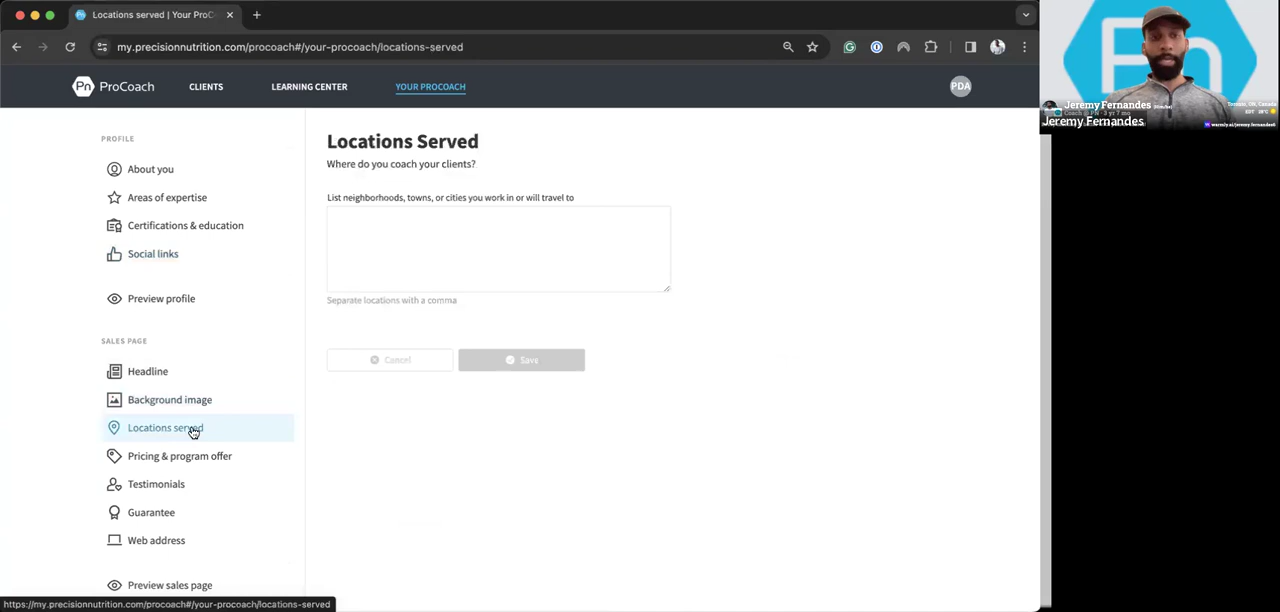 Locations served | Your ProC
my.precisionnutrition.com/procoach#/your-procoach/locations-served
Pn ProCoach
CLIENTS
LEARNING CENTER
YOUR PROCOACH
PDA
PROFILE
About you
Areas of expertise
Certifications & education
Social links
Preview profile
SALES PAGE
Headline
Background image
Locations served
Pricing & program offer
Testimonials
Guarantee
Web address
Preview sales page
Locations Served
Where do you coach your clients?
List neighborhoods, towns, or cities you work in or will travel to
Separate locations with a comma
Cancel
Save
https://my.precisionnutrition.com/procoach#/your-procoach/locations-served
Pn
Jeremy Fernandes
Jeremy Fernandes